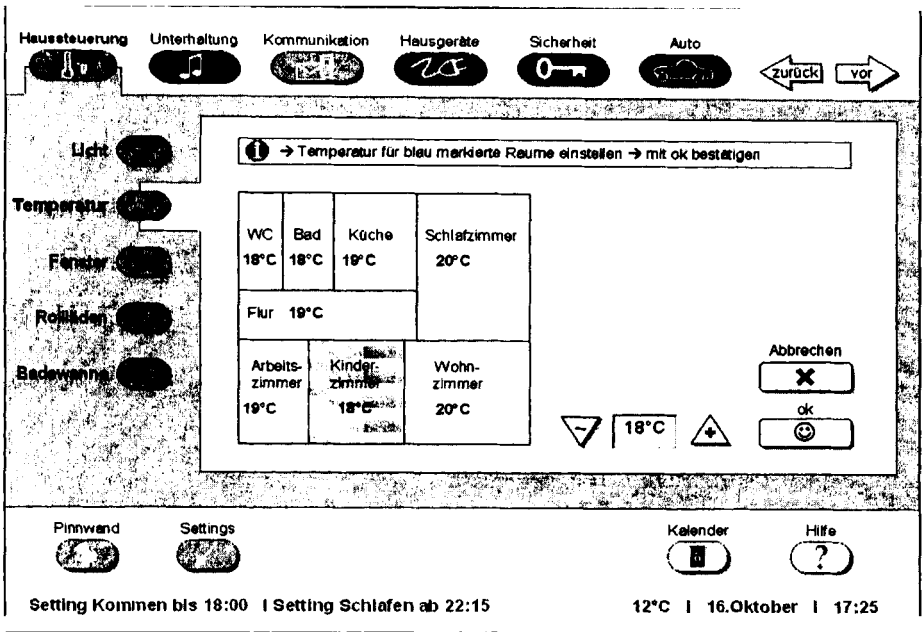 Haussteuerung Unterhaltung Kommunikation Hausgeräte Sicherheit Auto
zurück vor
Licht
→ Temperatur für blau markierte Räume einstellen → mit ok bestätigen
Temperatur
WC Bad Küche Schlafzimmer
18°C 18°C 19°C 20°C
Fenster
Flur 19°C
Rolläden
Abbrechen
Arbeits- Kinder- Wohn-
zimmer zimmer zimmer
Badewanne
19°C 18°C 20°C
ok
− 18°C +
Pinnwand Settings Kalender Hilfe
?
Setting Kommen bis 18:00 | Setting Schlafen ab 22:15 12°C | 16.Oktober | 17:25